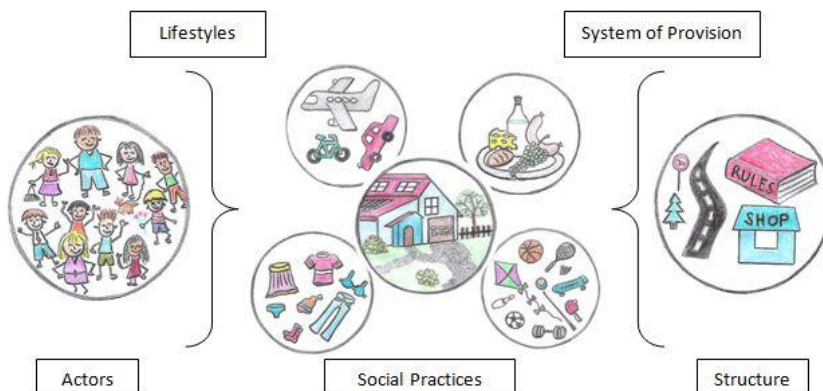 Lifestyles
System of Provision
RULES
SHOP
Actors
Social Practices
Structure